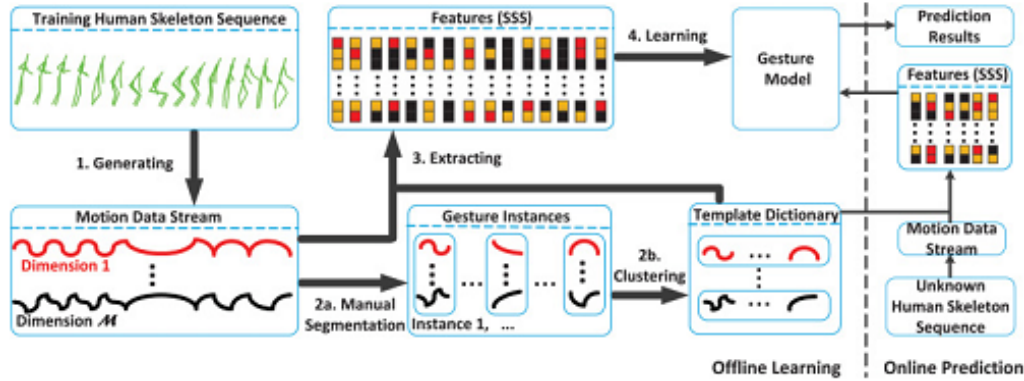 Training Human Skeleton Sequence
Features (SSS)
4. Learning
Gesture
Model
Prediction
Results
Features (SSS)
1. Generating
3. Extracting
Motion Data Stream
Dimension 1
Dimension M
2a. Manual
Segmentation
Gesture Instances
Instance 1, ...
2b.
Clustering
Template Dictionary
Motion Data
Stream
Unknown
Human Skeleton
Sequence
Offline Learning
Online Prediction